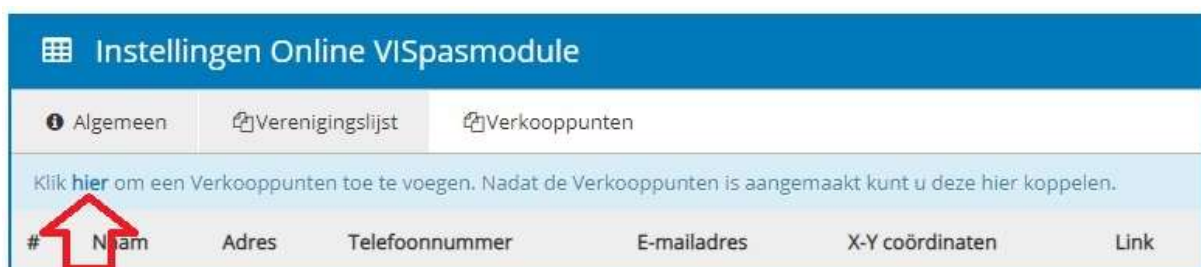 Instellingen Online VISpasmodule
Algemeen Verenigingslijst Verkooppunten
Klik hier om een Verkooppunten toe te voegen. Nadat de Verkooppunten is aangemaakt kunt u deze hier koppelen.
# Naam Adres Telefoonnummer E-mailadres X-Y coördinaten Link